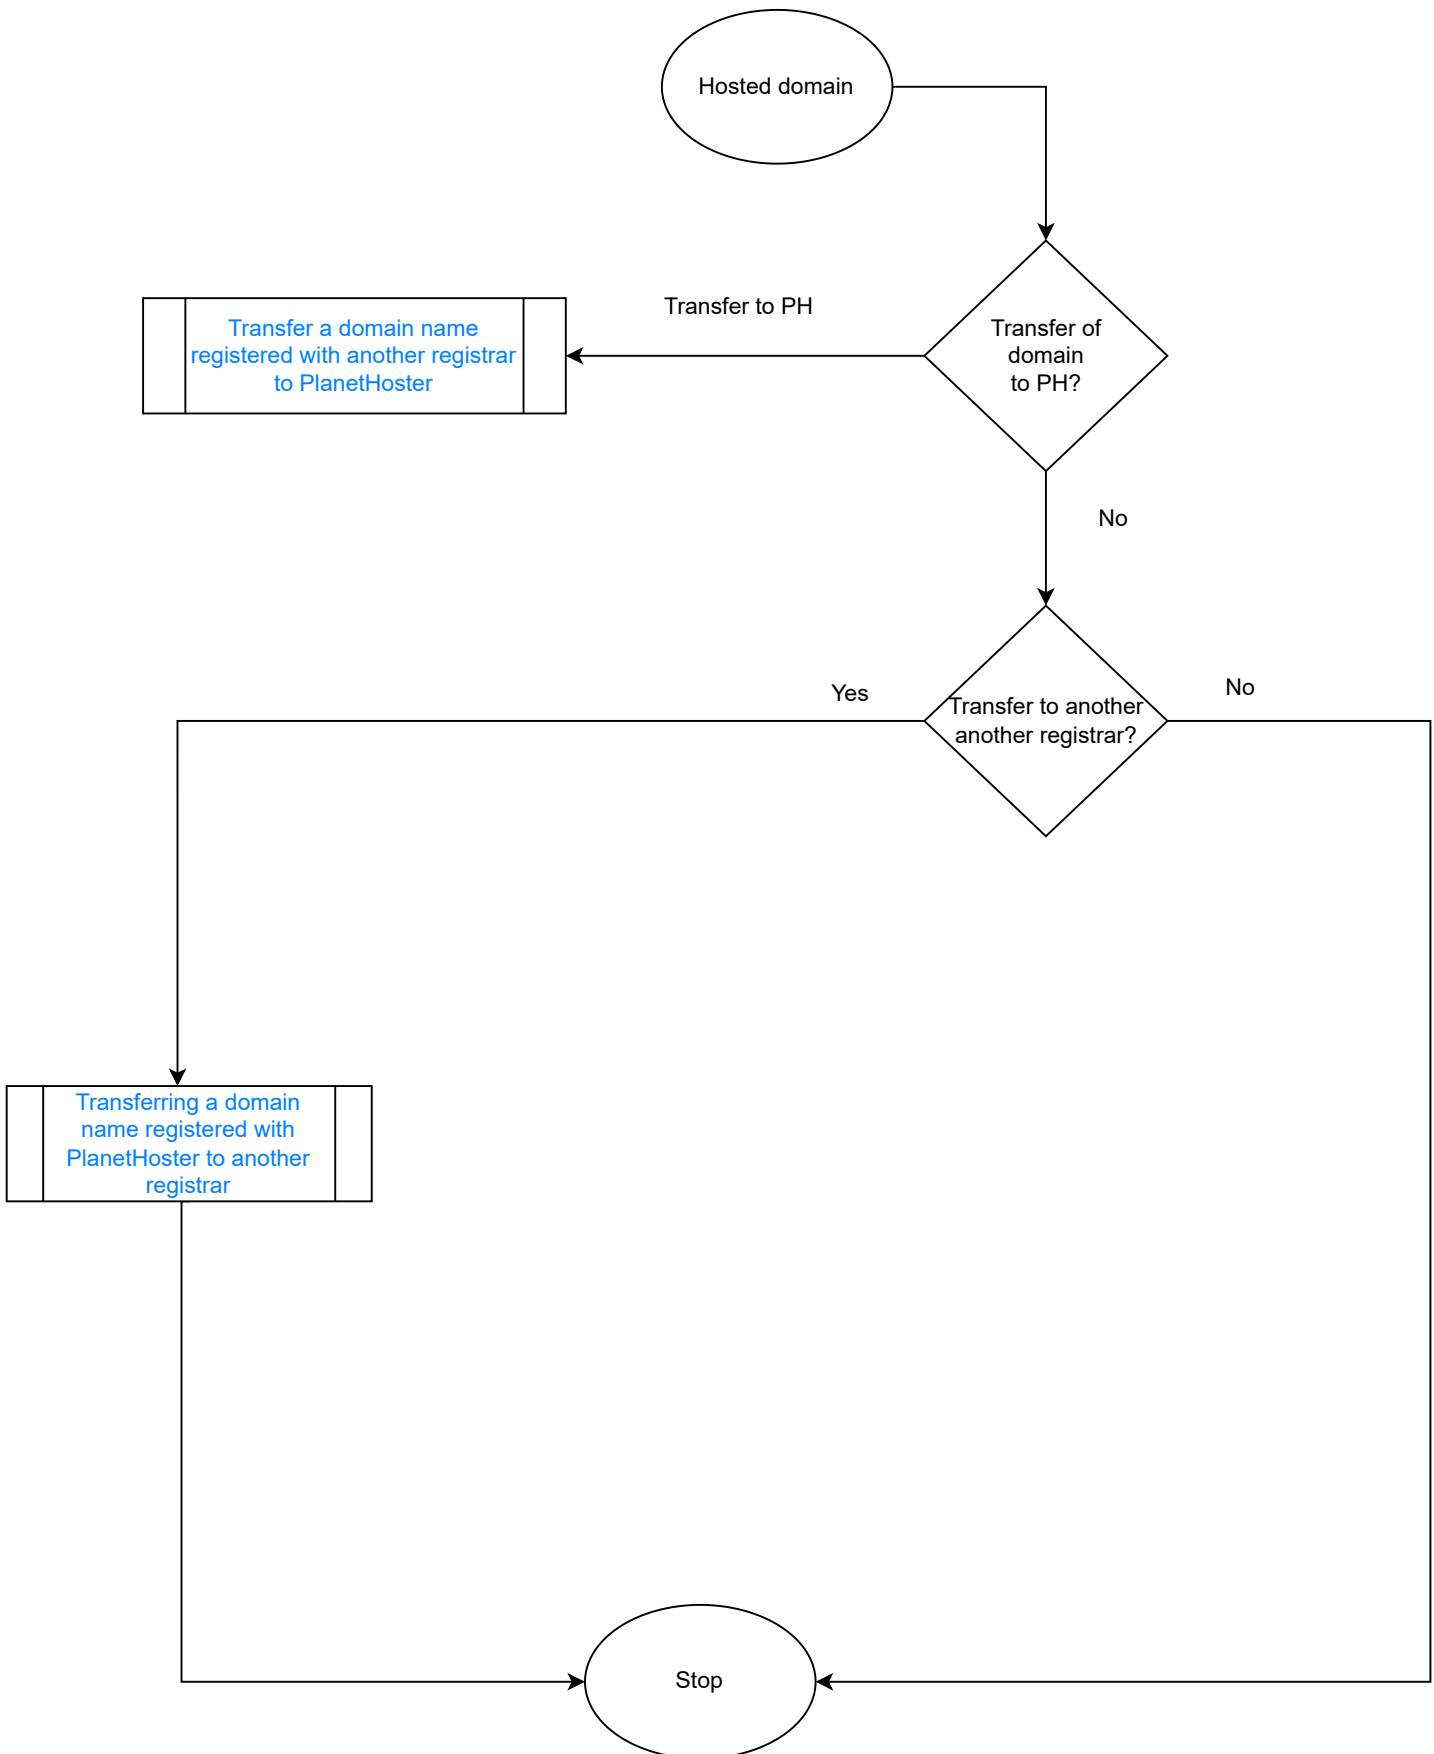 Hosted domain
Transfer to PH
Transfer a domain name
registered with another registrar
to PlanetHoster
Transfer of
domain
to PH?
No
Yes
No
Transfer to another
another registrar?
Transferring a domain
name registered with
PlanetHoster to another
registrar
Stop